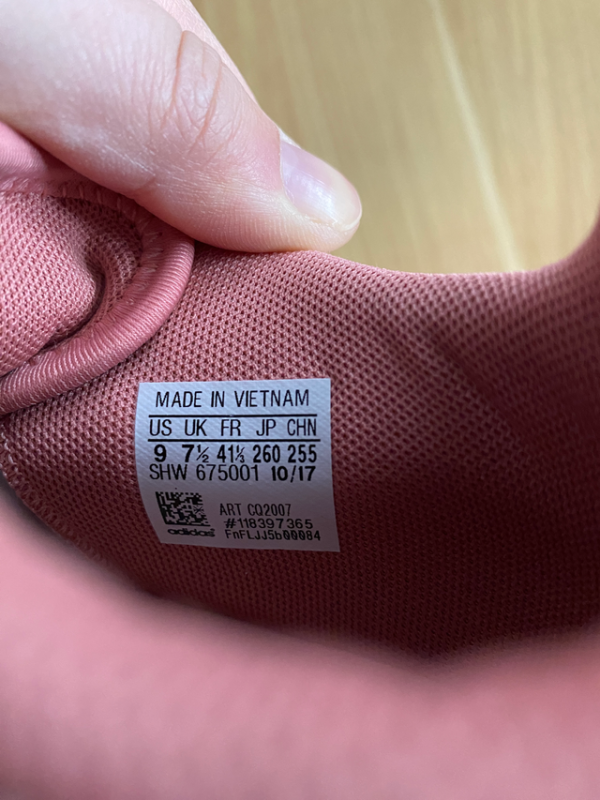 MADE IN VIETNAM
US UK FR JP CHN
9 7½ 41⅓ 260 255
SHW 675001 10/17
ART CQ2007
#118397365
adidas FnFLJJ5b00084